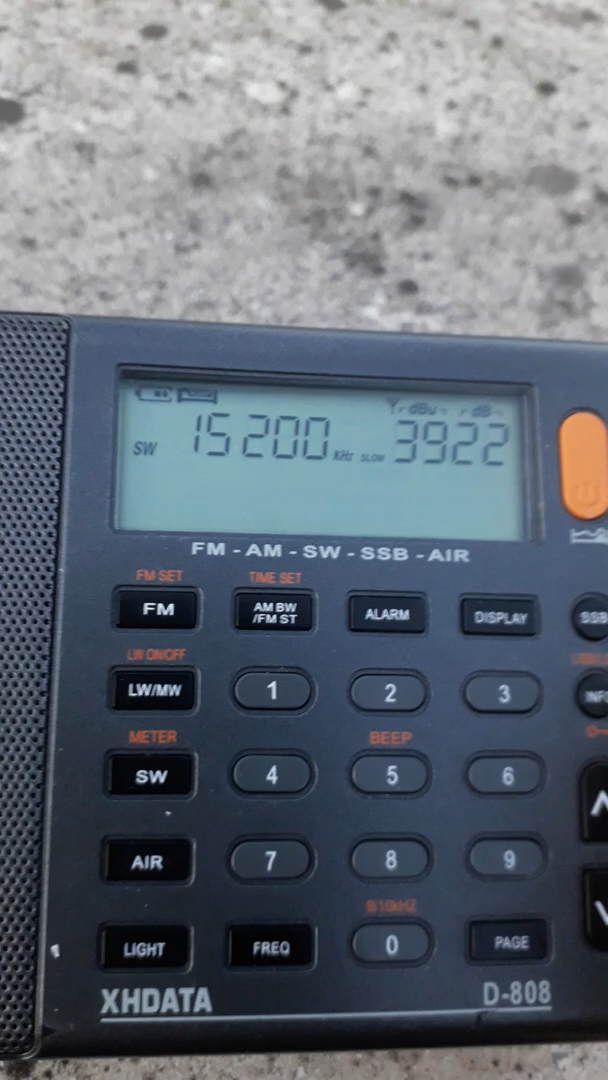 dBu dB
SW 15200 KHz SLOW 3922
FM - AM - SW - SSB - AIR
FM SET TIME SET
FM AM BW /FM ST ALARM DISPLAY SSB
LW ON/OFF
LW/MW 1 2 3
METER BEEP
SW 4 5 6
AIR 7 8 9
9/10kHZ
LIGHT FREQ 0 PAGE
XHDATA D-808